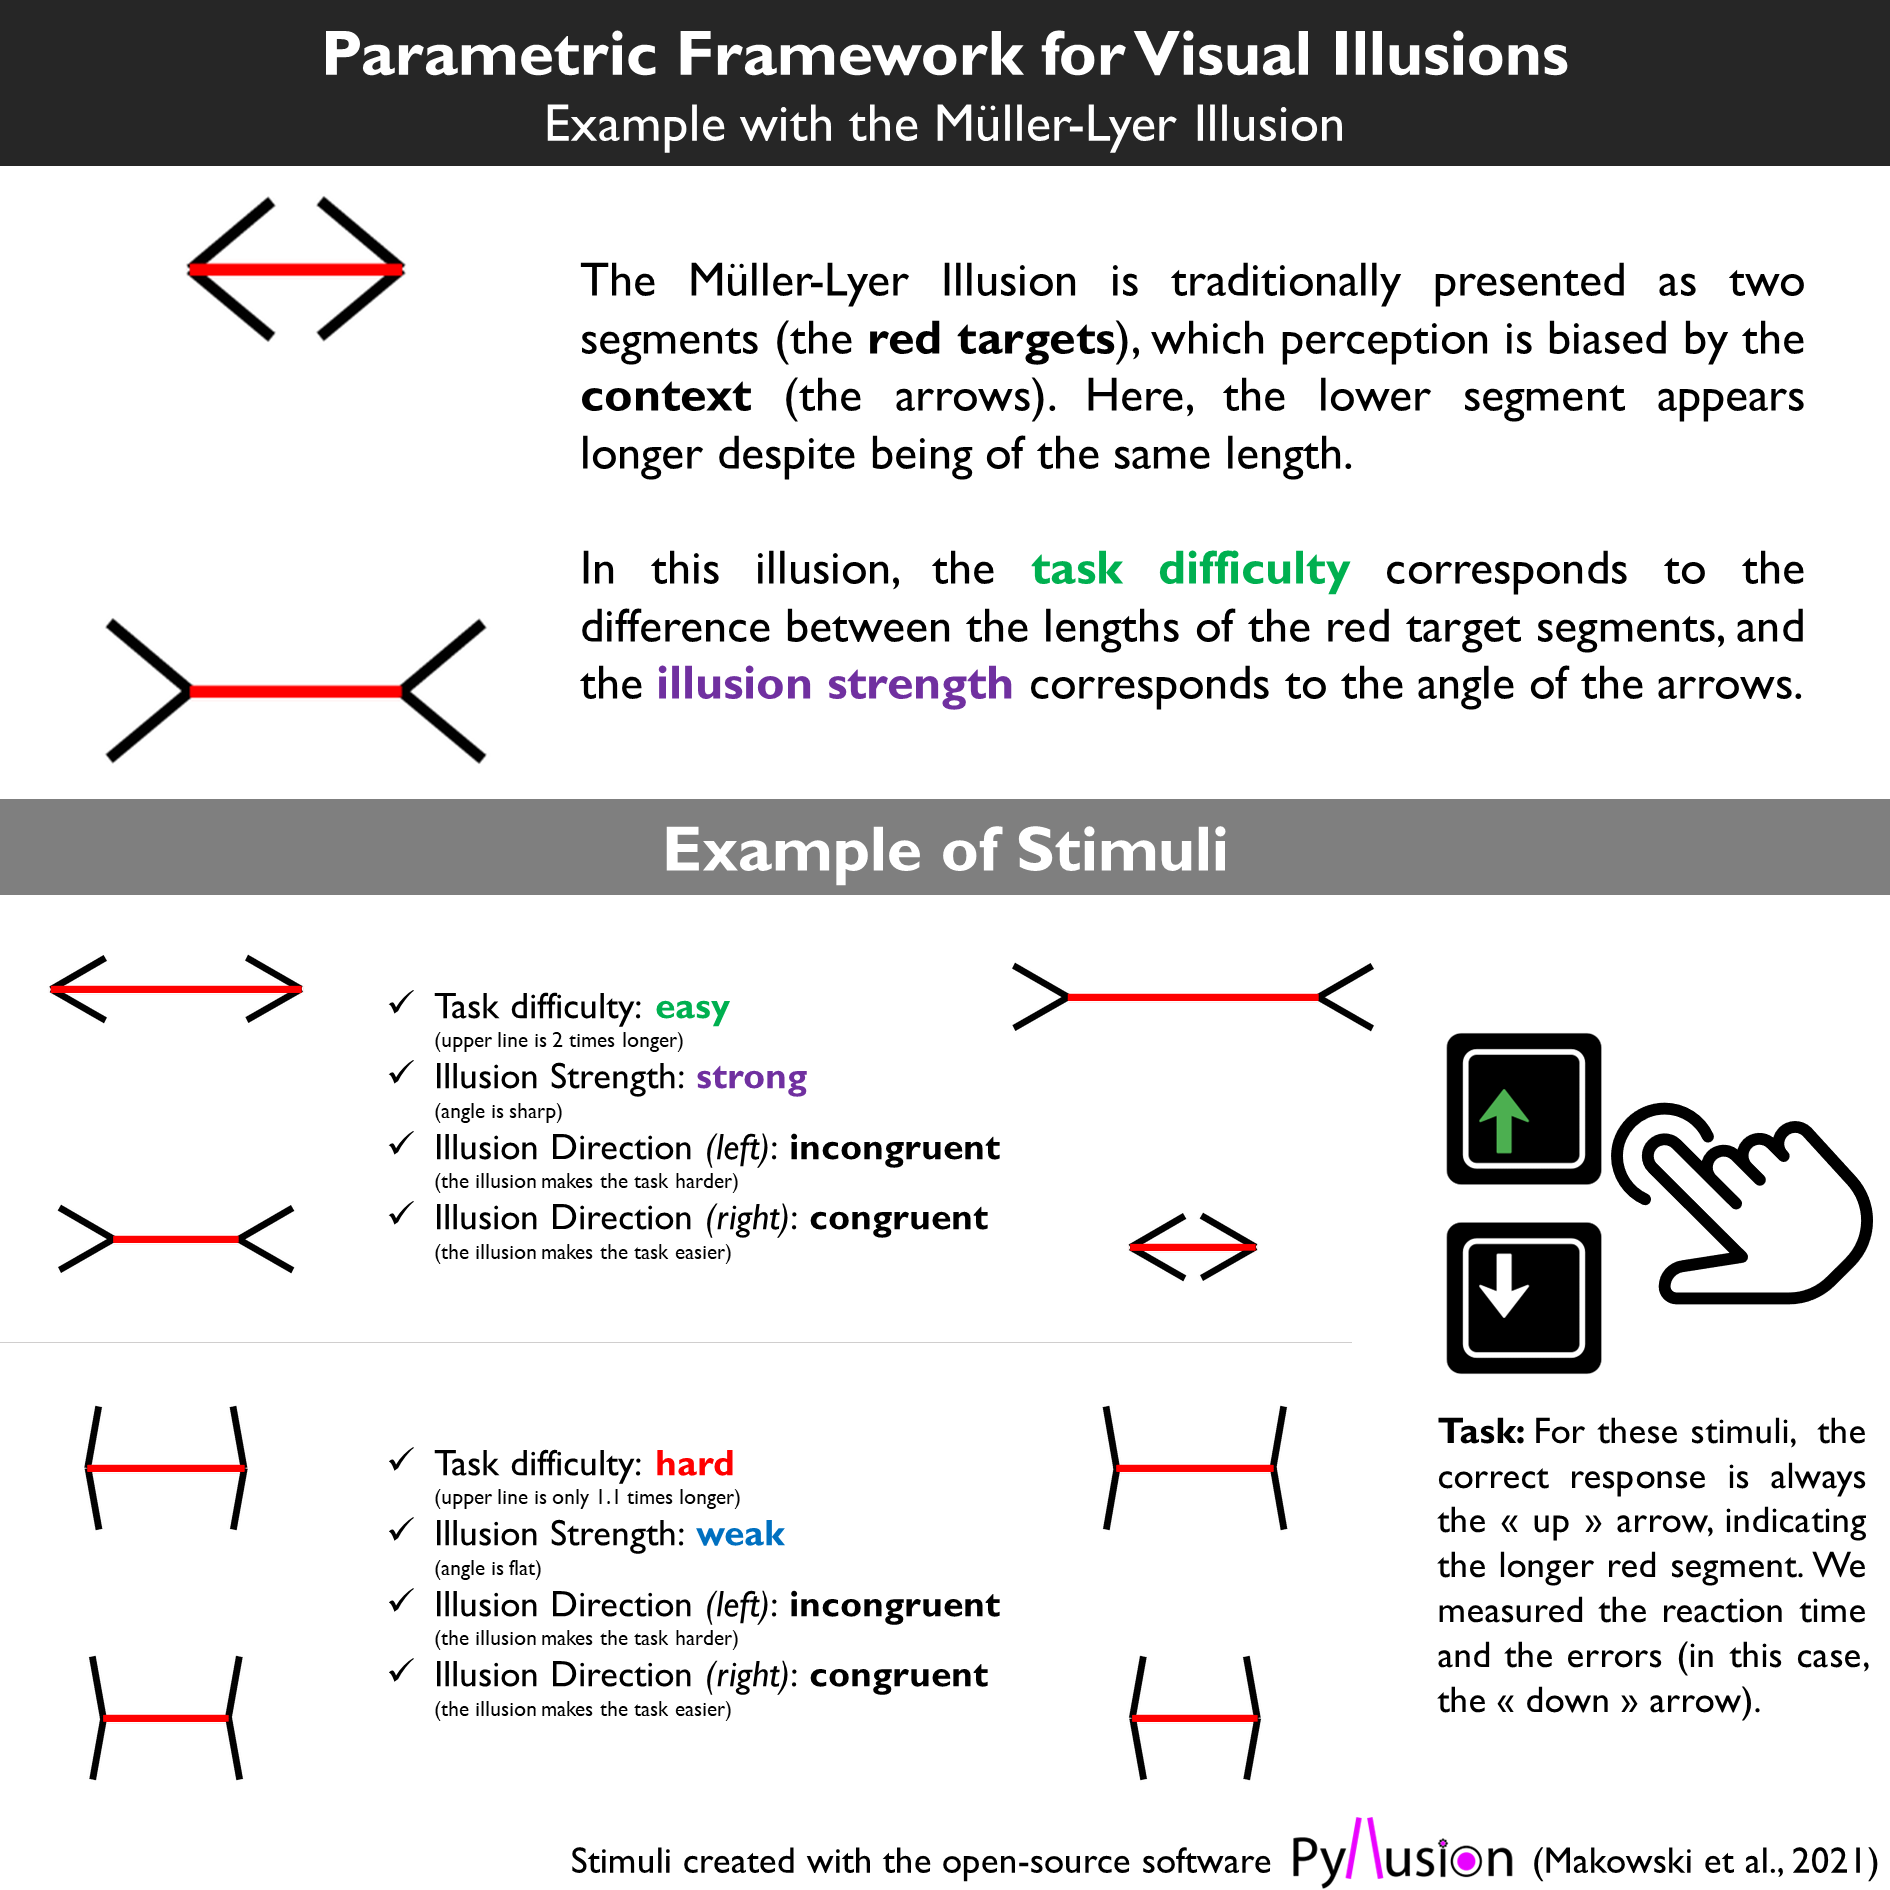 Parametric Framework for Visual Illusions
Example with the Müller-Lyer Illusion
The Müller-Lyer Illusion is traditionally presented as two
segments (the red targets), which perception is biased by the
context (the arrows). Here, the lower segment appears
longer despite being of the same length.
In this illusion, the task difficulty corresponds to the
difference between the lengths of the red target segments, and
the illusion strength corresponds to the angle of the arrows.
Example of Stimuli
✓ Task difficulty: easy
(upper line is 2 times longer)
✓ Illusion Strength: strong
(angle is sharp)
✓ Illusion Direction (left): incongruent
(the illusion makes the task harder)
✓ Illusion Direction (right): congruent
(the illusion makes the task easier)
✓ Task difficulty: hard
(upper line is only 1.1 times longer)
✓ Illusion Strength: weak
(angle is flat)
✓ Illusion Direction (left): incongruent
(the illusion makes the task harder)
✓ Illusion Direction (right): congruent
(the illusion makes the task easier)
Task: For these stimuli, the
correct response is always
the « up » arrow, indicating
the longer red segment. We
measured the reaction time
and the errors (in this case,
the « down » arrow).
Stimuli created with the open-source software Pyllusion (Makowski et al., 2021)